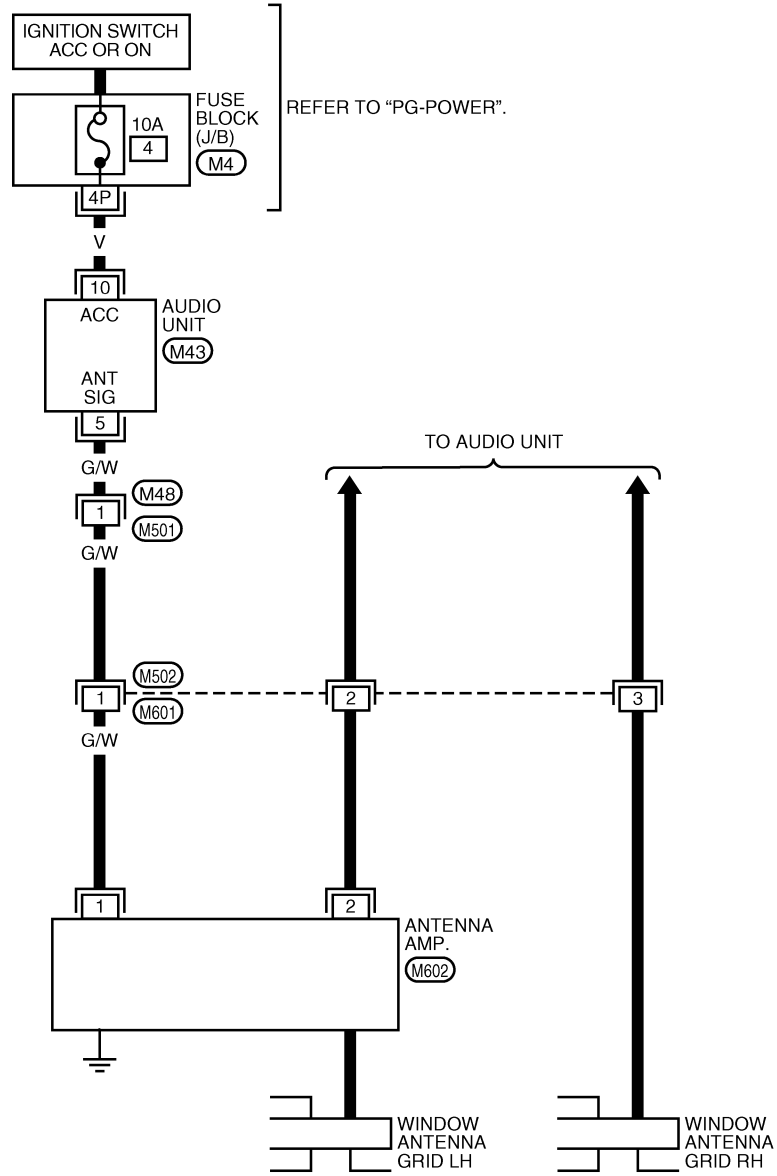 IGNITION SWITCH
ACC OR ON
FUSE
BLOCK
(J/B)
M4
10A
4
REFER TO “PG-POWER”.
4P
V
10
ACC
AUDIO
UNIT
M43
ANT
SIG
5
G/W
TO AUDIO UNIT
M48
1
M501
G/W
M502
1
2
3
M601
G/W
1
2
ANTENNA
AMP.
M602
WINDOW
ANTENNA
GRID LH
WINDOW
ANTENNA
GRID RH